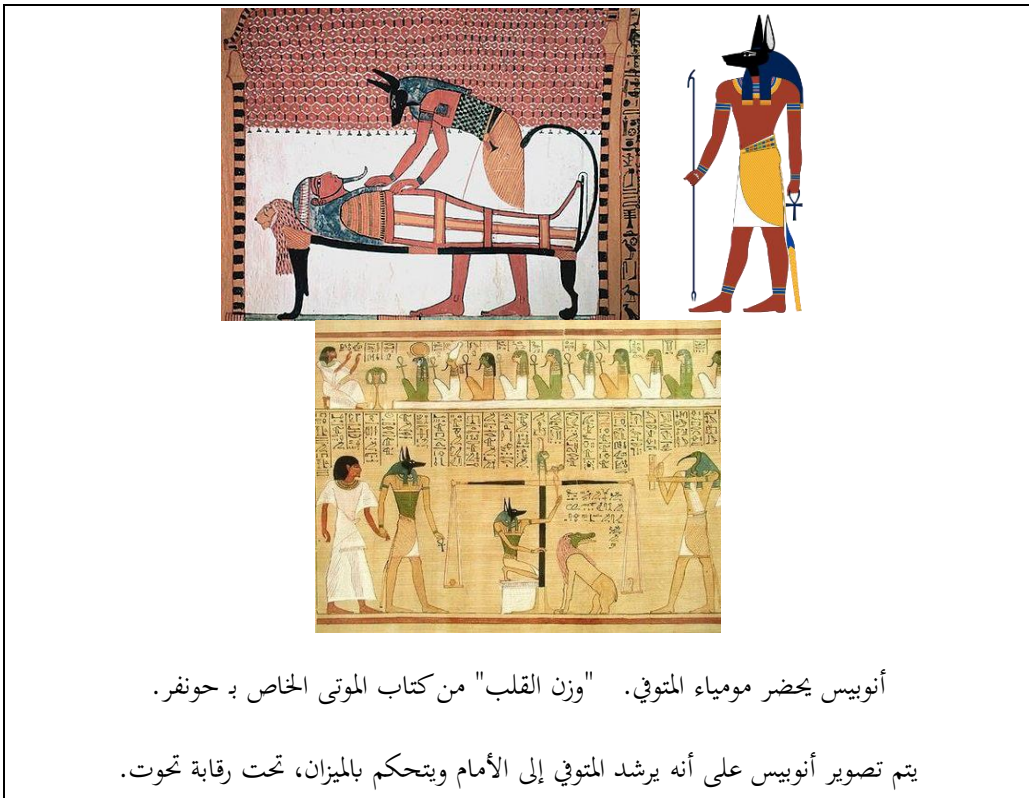 أنوبيس يحضر مومياء المتوفي. "وزن القلب" من كتاب الموتى الخاص بـ حونفر.
يتم تصوير أنوبيس على أنه يرشد المتوفي إلى الأمام ويتحكم بالميزان، تحت رقابة تحوت.